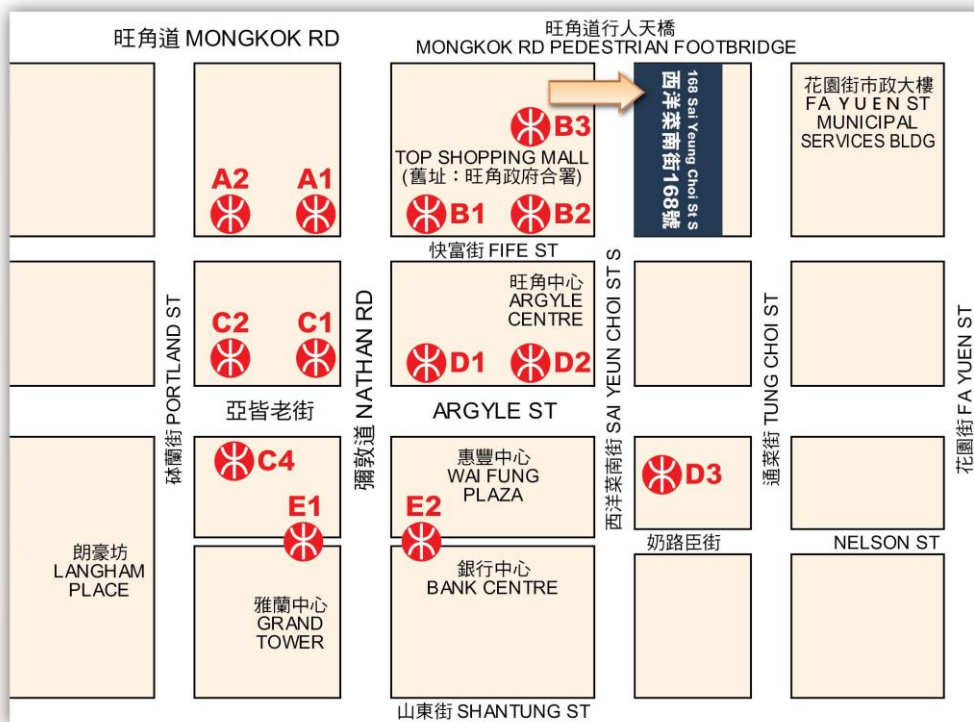 旺角道 MONGKOK RD
旺角道行人天橋
MONGKOK RD PEDESTRIAN FOOTBRIDGE
168 Sai Yeung Choi St S
西洋菜南街168號
花園街市政大樓
FA YUEN ST
MUNICIPAL
SERVICES BLDG
B3
TOP SHOPPING MALL
(舊址：旺角政府合署)
A2
A1
B1
B2
快富街 FIFE ST
旺角中心
ARGYLE
CENTRE
C2
C1
D1
D2
砵蘭街 PORTLAND ST
彌敦道 NATHAN RD
西洋菜南街 SAI YEUN CHOI ST S
通菜街 TUNG CHOI ST
花園街 FA YUEN ST
亞皆老街
ARGYLE ST
C4
惠豐中心
WAI FUNG
PLAZA
D3
E1
E2
奶路臣街
NELSON ST
朗豪坊
LANGHAM
PLACE
雅蘭中心
GRAND
TOWER
銀行中心
BANK CENTRE
山東街 SHANTUNG ST